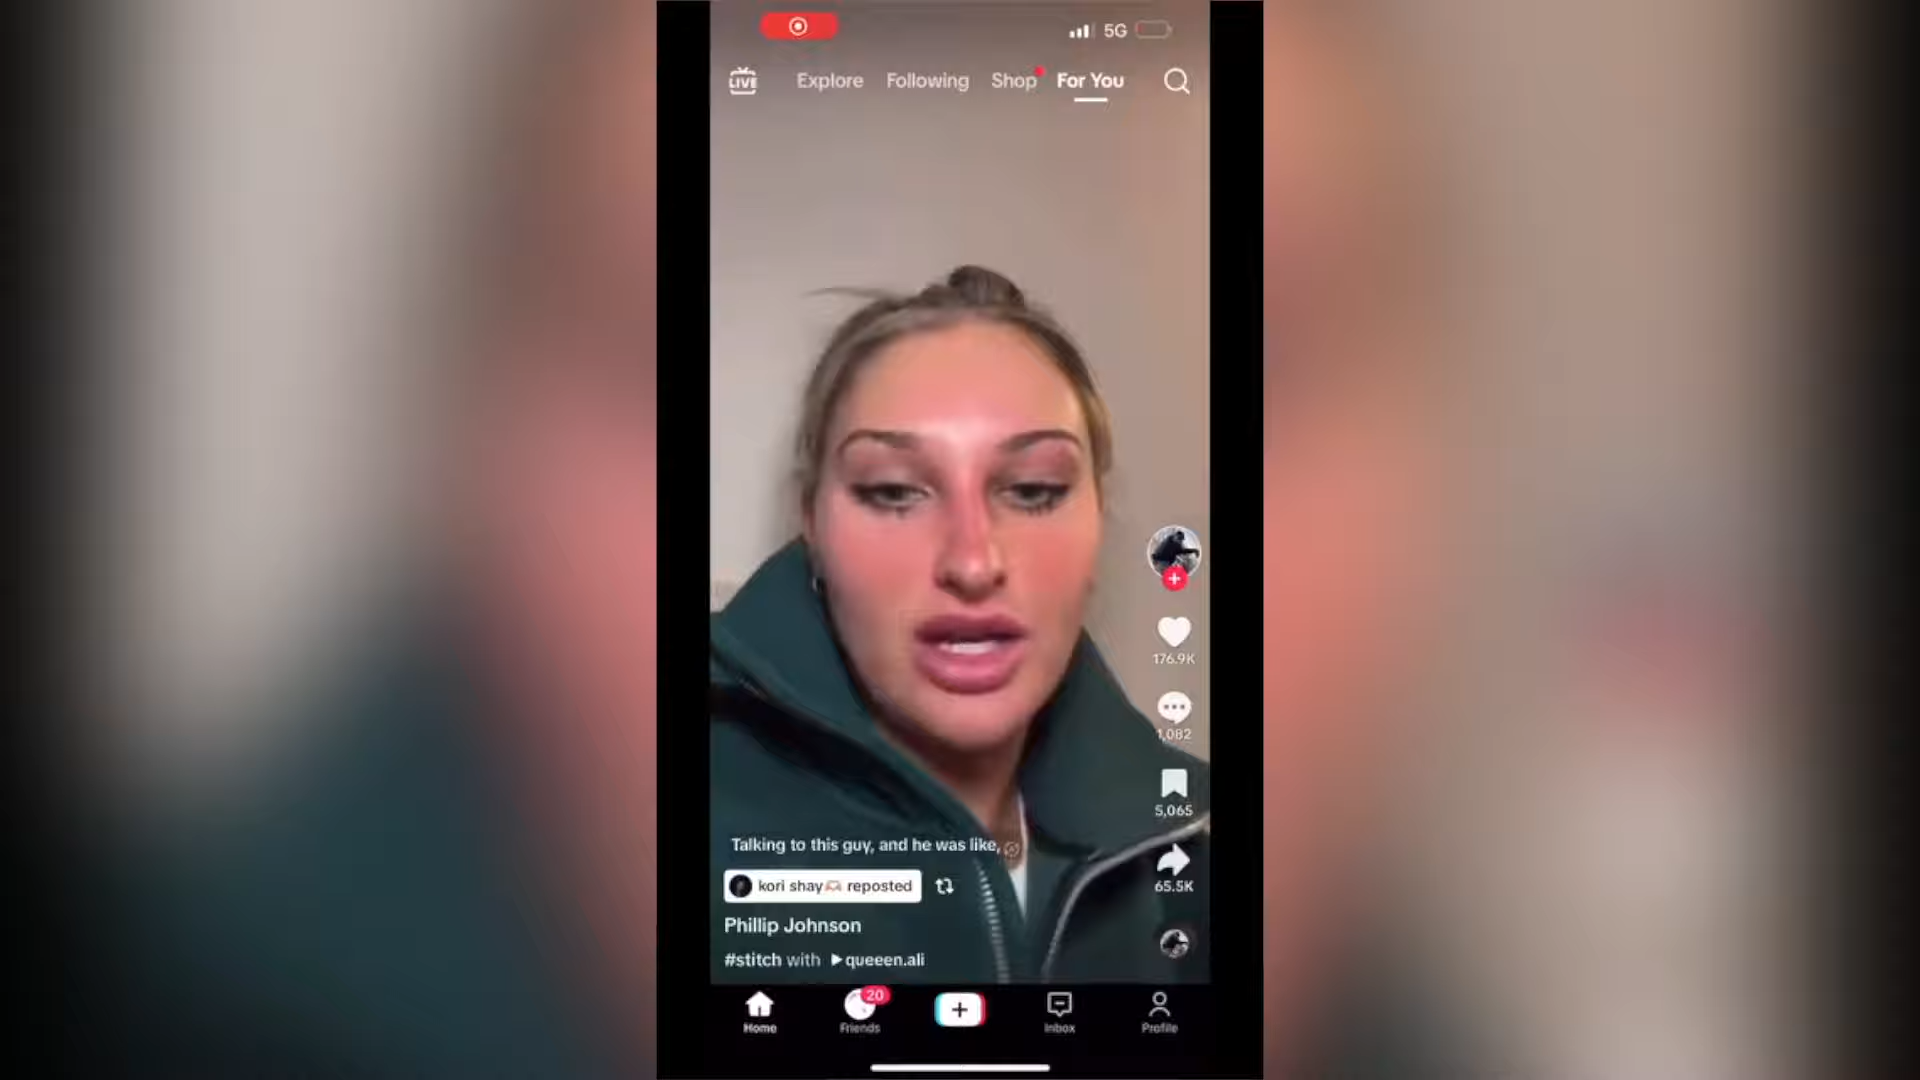 5G
LIVE
Explore
Following
Shop
For You
176.9K
1,082
5,065
65.5K
Talking to this guy, and he was like,
kori shay🫶🏻 reposted
Phillip Johnson
#stitch with ▶queeen.ali
20
Home
Friends
Inbox
Profile